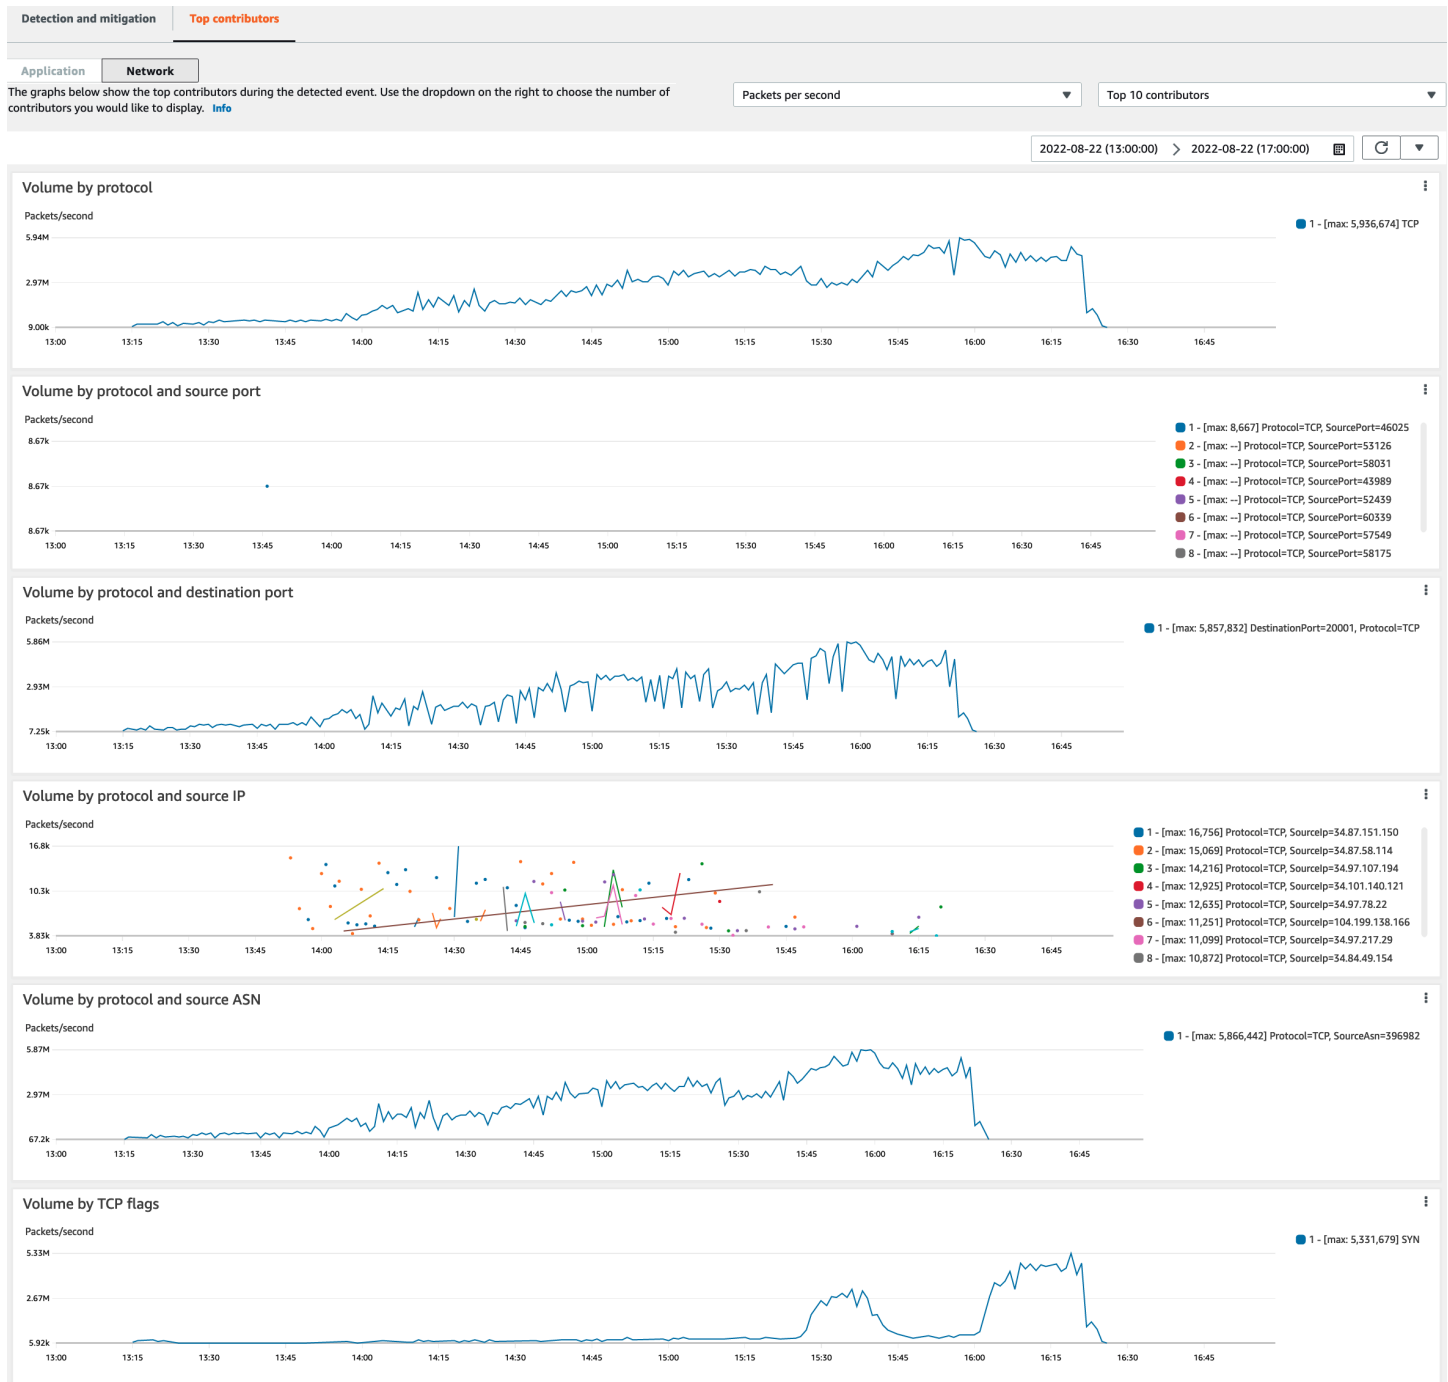 Detection and mitigation
Top contributors
Application
Network
The graphs below show the top contributors during the detected event. Use the dropdown on the right to choose the number of
contributors you would like to display. Info
Packets per second
Top 10 contributors
2022-08-22 (13:00:00) > 2022-08-22 (17:00:00)
Volume by protocol
Packets/second
1 - [max: 5,936,674] TCP
5.94M
2.97M
9.00k
13:00 13:15 13:30 13:45 14:00 14:15 14:30 14:45 15:00 15:15 15:30 15:45 16:00 16:15 16:30 16:45
Volume by protocol and source port
Packets/second
8.67k
8.67k
8.67k
13:00 13:15 13:30 13:45 14:00 14:15 14:30 14:45 15:00 15:15 15:30 15:45 16:00 16:15 16:30 16:45
1 - [max: 8,667] Protocol=TCP, SourcePort=46025
2 - [max: --] Protocol=TCP, SourcePort=53126
3 - [max: --] Protocol=TCP, SourcePort=58031
4 - [max: --] Protocol=TCP, SourcePort=43989
5 - [max: --] Protocol=TCP, SourcePort=52439
6 - [max: --] Protocol=TCP, SourcePort=60339
7 - [max: --] Protocol=TCP, SourcePort=57549
8 - [max: --] Protocol=TCP, SourcePort=58175
Volume by protocol and destination port
Packets/second
1 - [max: 5,857,832] DestinationPort=20001, Protocol=TCP
5.86M
2.93M
7.25k
13:00 13:15 13:30 13:45 14:00 14:15 14:30 14:45 15:00 15:15 15:30 15:45 16:00 16:15 16:30 16:45
Volume by protocol and source IP
Packets/second
16.8k
10.3k
3.83k
13:00 13:15 13:30 13:45 14:00 14:15 14:30 14:45 15:00 15:15 15:30 15:45 16:00 16:15 16:30 16:45
1 - [max: 16,756] Protocol=TCP, SourceIp=34.87.151.150
2 - [max: 15,069] Protocol=TCP, SourceIp=34.87.58.114
3 - [max: 14,216] Protocol=TCP, SourceIp=34.97.107.194
4 - [max: 12,925] Protocol=TCP, SourceIp=34.101.140.121
5 - [max: 12,635] Protocol=TCP, SourceIp=34.97.78.22
6 - [max: 11,251] Protocol=TCP, SourceIp=104.199.138.166
7 - [max: 11,099] Protocol=TCP, SourceIp=34.97.217.29
8 - [max: 10,872] Protocol=TCP, SourceIp=34.84.49.154
Volume by protocol and source ASN
Packets/second
1 - [max: 5,866,442] Protocol=TCP, SourceAsn=396982
5.87M
2.97M
67.2k
13:00 13:15 13:30 13:45 14:00 14:15 14:30 14:45 15:00 15:15 15:30 15:45 16:00 16:15 16:30 16:45
Volume by TCP flags
Packets/second
1 - [max: 5,331,679] SYN
5.33M
2.67M
5.92k
13:00 13:15 13:30 13:45 14:00 14:15 14:30 14:45 15:00 15:15 15:30 15:45 16:00 16:15 16:30 16:45